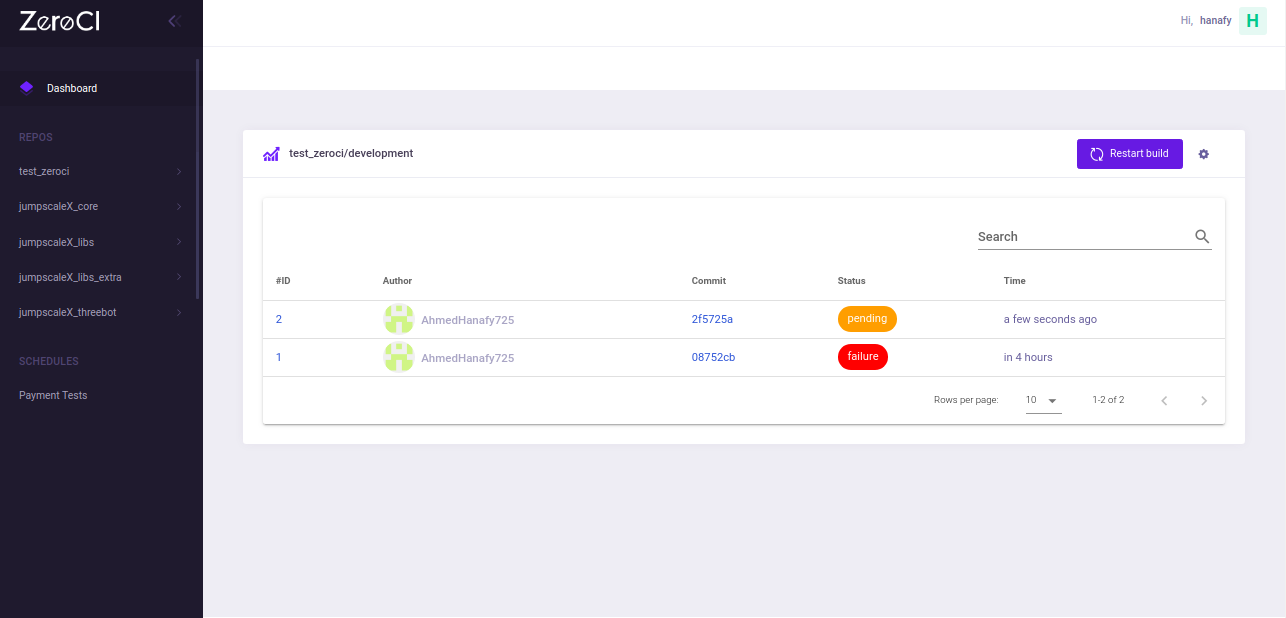 ZeroCI
Hi, hanafy H
Dashboard
REPOS
test_zeroci
jumpscaleX_core
jumpscaleX_libs
jumpscaleX_libs_extra
jumpscaleX_threebot
SCHEDULES
Payment Tests
test_zeroci/development
Restart build
Search
#ID Author Commit Status Time
2 AhmedHanafy725 2f5725a pending a few seconds ago
1 AhmedHanafy725 08752cb failure in 4 hours
Rows per page: 10 1-2 of 2